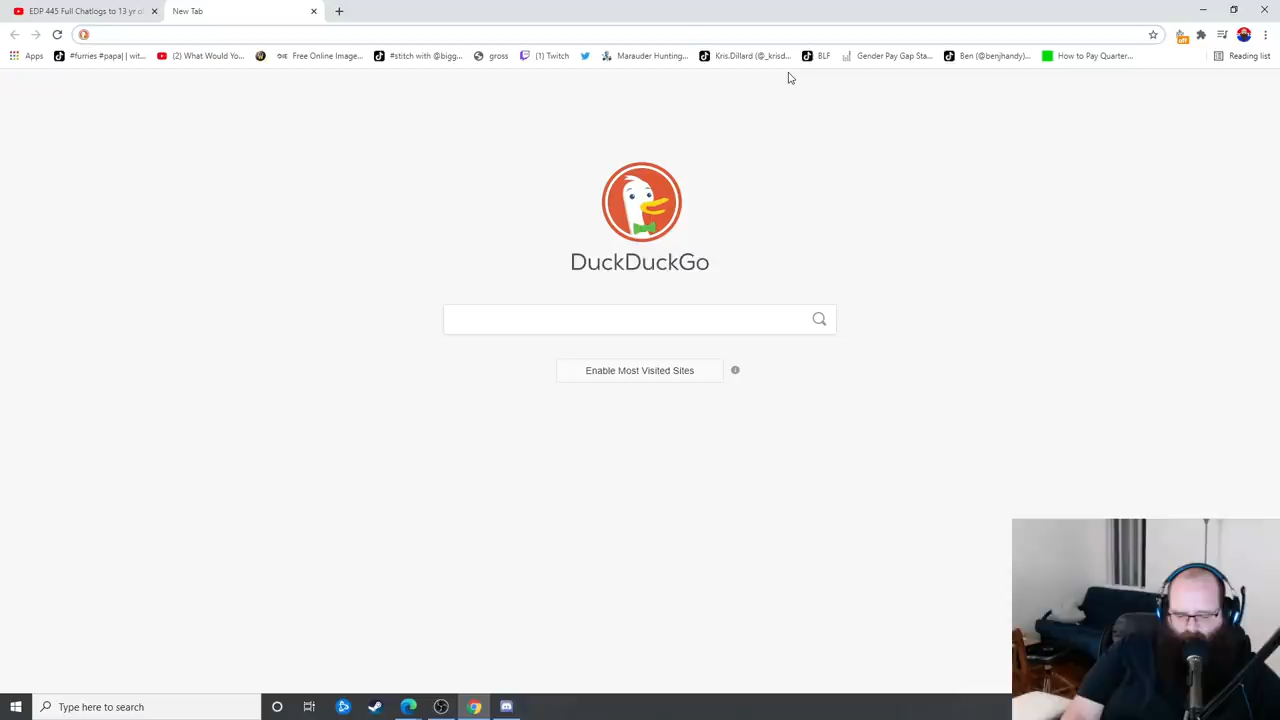 EDP 445 Full Chatlogs to 13 yr ol
New Tab
Apps
#furries #papa|| wit...
(2) What Would Yo...
Free Online Image...
#stitch with @bigg...
gross
(1) Twitch
Marauder Hunting...
Kris.Dillard (@_krisd...
BLF
Gender Pay Gap Sta...
Ben (@benjhandy)...
How to Pay Quarter...
Reading list
DuckDuckGo
Enable Most Visited Sites
Type here to search